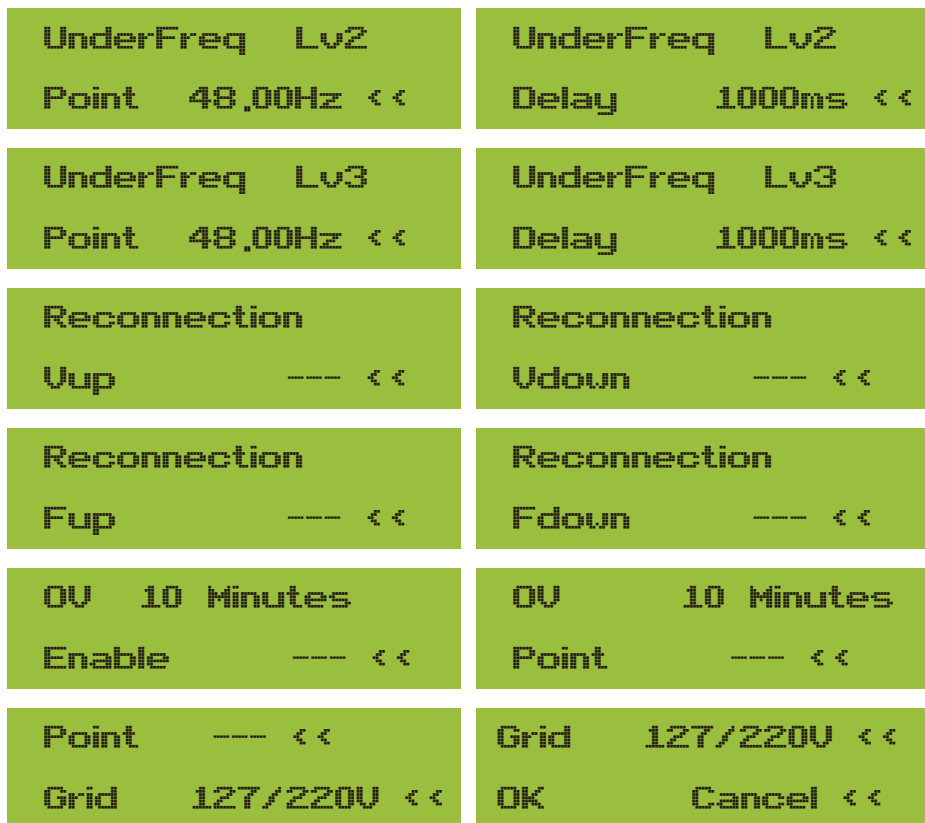 UnderFreq Lv2
Point 48.00Hz <<
UnderFreq Lv2
Delay 1000ms <<
UnderFreq Lv3
Point 48.00Hz <<
UnderFreq Lv3
Delay 1000ms <<
Reconnection
Vup --- <<
Reconnection
Vdown --- <<
Reconnection
Fup --- <<
Reconnection
Fdown --- <<
OV 10 Minutes
Enable --- <<
OV 10 Minutes
Point --- <<
Point --- <<
Grid 127/220V <<
Grid 127/220V <<
OK Cancel <<